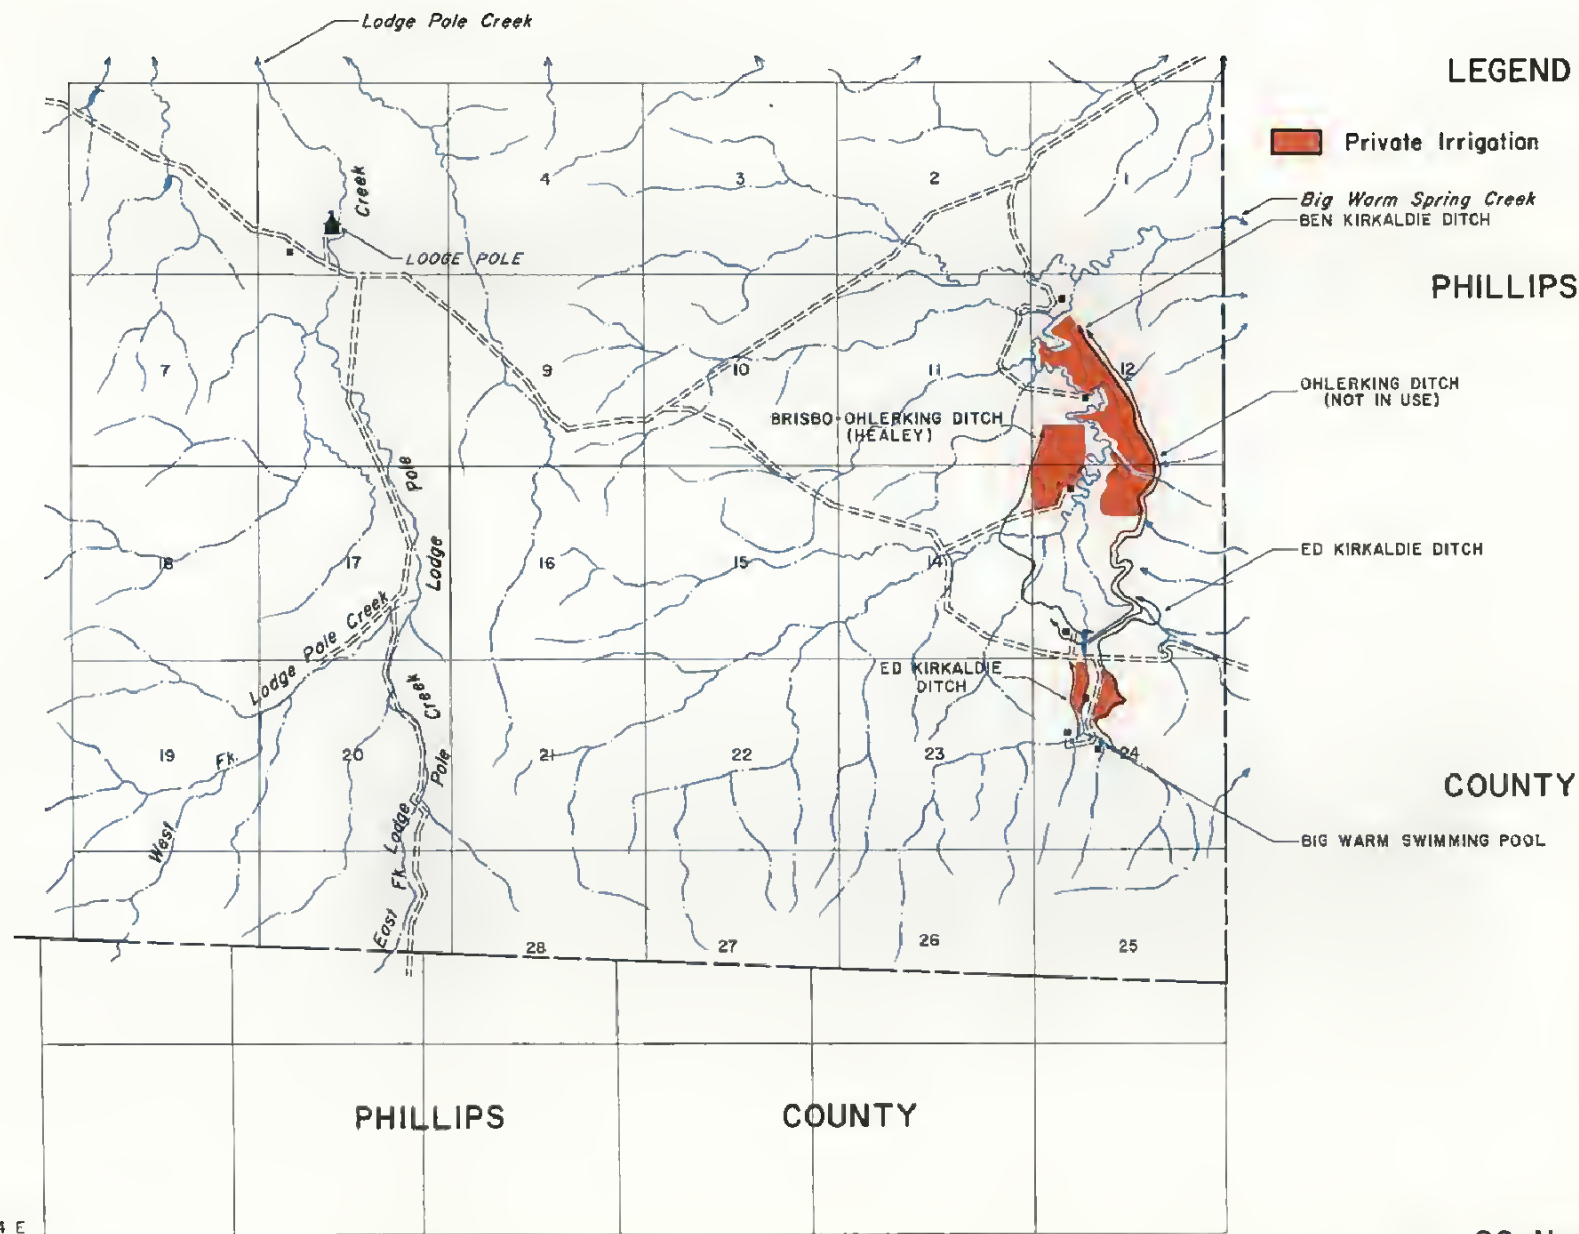 Lodge Pole Creek
LEGEND
Private Irrigation
Creek
4
3
2
1
Big Worm Spring Creek
BEN KIRKALDIE DITCH
LODGE POLE
PHILLIPS
7
9
10
11
12
OHLERKING DITCH
(NOT IN USE)
BRISBO-OHLERKING DITCH
(HEALEY)
Pole
Lodge
18
17
16
15
14
ED KIRKALDIE DITCH
Lodge Pole Creek
ED KIRKALDIE
DITCH
Creek
Pole
19
Fk.
20
21
22
23
24
COUNTY
West
Lodge
Fk
East
BIG WARM SWIMMING POOL
28
27
26
25
PHILLIPS COUNTY
4 E